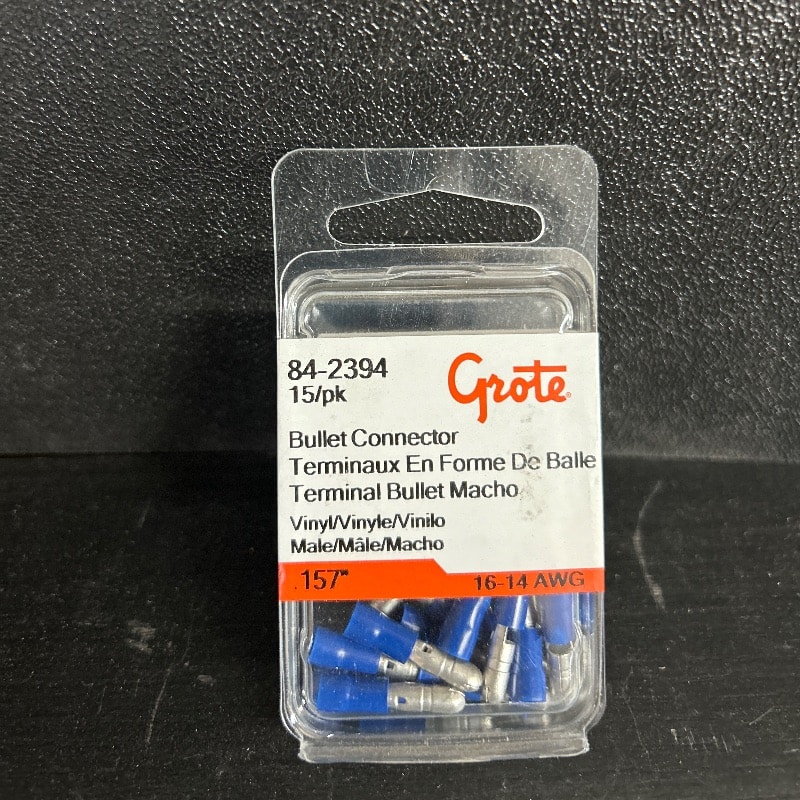 84-2394
15/pk
Grote®
Bullet Connector
Terminaux En Forme De Balle
Terminal Bullet Macho
Vinyl/Vinyle/Vinilo
Male/Mâle/Macho
.157"
16-14 AWG